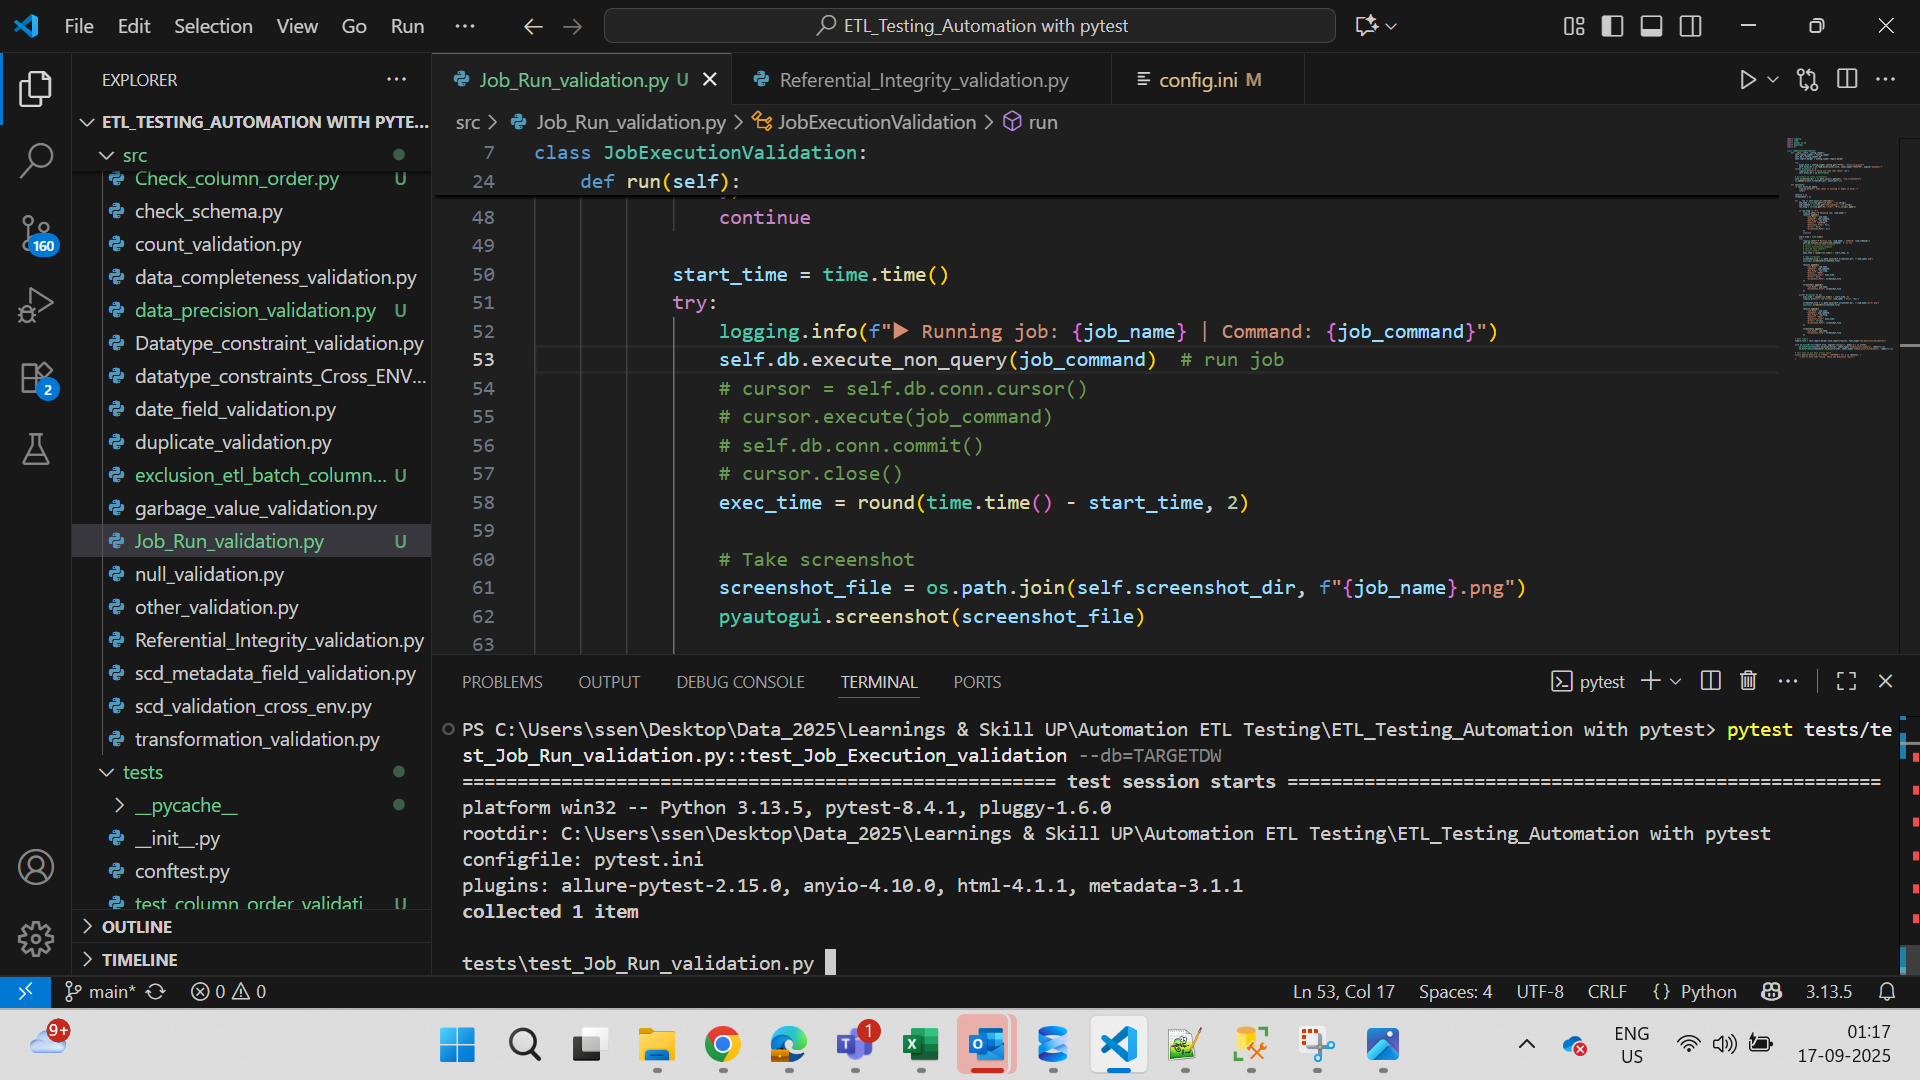 File Edit Selection View Go Run ···
ETL_Testing_Automation with pytest
EXPLORER
ETL_TESTING_AUTOMATION WITH PYTE...
src
Check_column_order.py U
check_schema.py
count_validation.py
data_completeness_validation.py
data_precision_validation.py U
Datatype_constraint_validation.py
datatype_constraints_Cross_ENV...
date_field_validation.py
duplicate_validation.py
exclusion_etl_batch_column... U
garbage_value_validation.py
Job_Run_validation.py U
null_validation.py
other_validation.py
Referential_Integrity_validation.py
scd_metadata_field_validation.py
scd_validation_cross_env.py
transformation_validation.py
tests
__pycache__
__init__.py
conftest.py
test_column_order_validati... U
OUTLINE
TIMELINE
160
2
Job_Run_validation.py U
Referential_Integrity_validation.py
config.ini M
src > Job_Run_validation.py > JobExecutionValidation > run
7 class JobExecutionValidation:
24 def run(self):
48 continue
49
50 start_time = time.time()
51 try:
52 logging.info(f"▶ Running job: {job_name} | Command: {job_command}")
53 self.db.execute_non_query(job_command)  # run job
54 # cursor = self.db.conn.cursor()
55 # cursor.execute(job_command)
56 # self.db.conn.commit()
57 # cursor.close()
58 exec_time = round(time.time() - start_time, 2)
59
60 # Take screenshot
61 screenshot_file = os.path.join(self.screenshot_dir, f"{job_name}.png")
62 pyautogui.screenshot(screenshot_file)
63
PROBLEMS OUTPUT DEBUG CONSOLE TERMINAL PORTS
pytest
PS C:\Users\ssen\Desktop\Data_2025\Learnings & Skill UP\Automation ETL Testing\ETL_Testing_Automation with pytest> pytest tests/te
st_Job_Run_validation.py::test_Job_Execution_validation --db=TARGETDW
====================================================== test session starts ======================================================
platform win32 -- Python 3.13.5, pytest-8.4.1, pluggy-1.6.0
rootdir: C:\Users\ssen\Desktop\Data_2025\Learnings & Skill UP\Automation ETL Testing\ETL_Testing_Automation with pytest
configfile: pytest.ini
plugins: allure-pytest-2.15.0, anyio-4.10.0, html-4.1.1, metadata-3.1.1
collected 1 item
tests\test_Job_Run_validation.py
main* 0 0
Ln 53, Col 17 Spaces: 4 UTF-8 CRLF {} Python 3.13.5
9+
1
ENG
US
01:17
17-09-2025